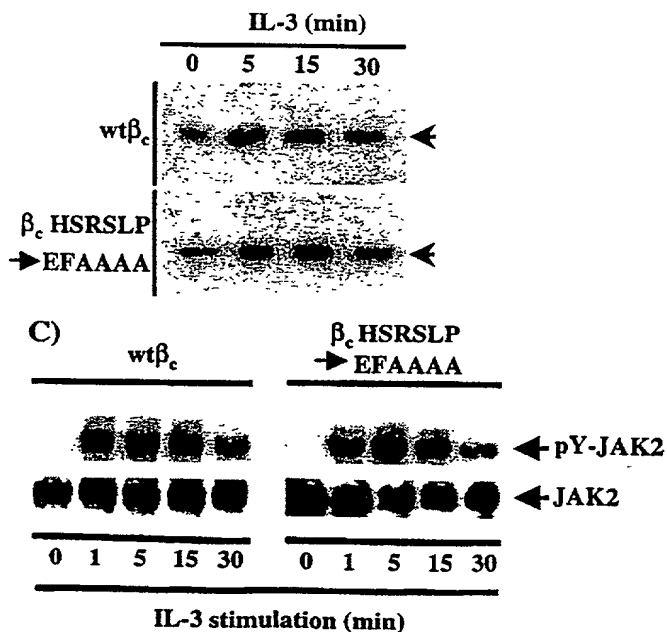 IL-3 (min)
0 5 15 30
wtβc
βc HSRSLP
→EFAAAA
C)
wtβc
βc HSRSLP
→EFAAAA
pY-JAK2
JAK2
0 1 5 15 30
0 1 5 15 30
IL-3 stimulation (min)